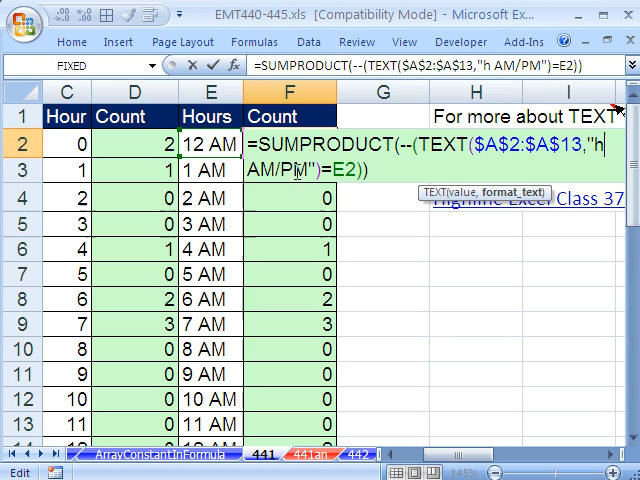 EMT440-445.xls [Compatibility Mode] - Microsoft Ex...
Home Insert Page Layout Formulas Data Review View Developer Add-Ins
FIXED =SUMPRODUCT(--(TEXT($A$2:$A$13,"h AM/PM")=E2))
C D E F G H I
1 Hour Count Hours Count For more about TEXT
2 0 2 12 AM =SUMPRODUCT(--(TEXT($A$2:$A$13,"h
3 1 1 1 AM AM/PM")=E2))
TEXT(value, format_text)
4 2 0 2 AM 0 Highline Excel Class 37
5 3 0 3 AM 0
6 4 1 4 AM 1
7 5 0 5 AM 0
8 6 2 6 AM 2
9 7 3 7 AM 3
10 8 0 8 AM 0
11 9 0 9 AM 0
12 10 0 10 AM 0
13 11 0 11 AM 0
ArrayConstantInFormula 441 441an 442
Edit 145%